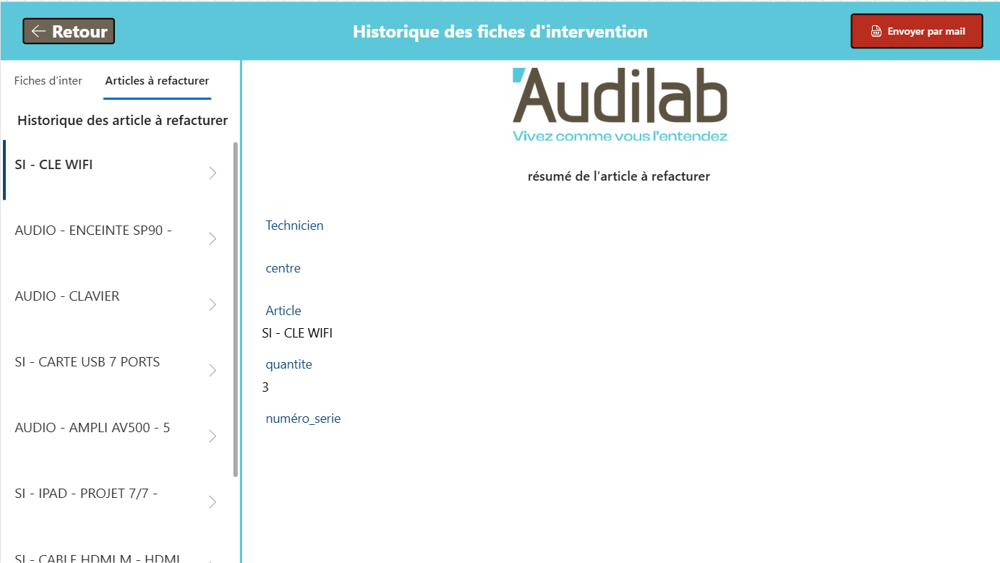 Retour
Historique des fiches d'intervention
Envoyer par mail
Fiches d’inter
Articles à refacturer
Historique des article à refacturer
SI - CLE WIFI
AUDIO - ENCEINTE SP90 -
AUDIO - CLAVIER
SI - CARTE USB 7 PORTS
AUDIO - AMPLI AV500 - 5
SI - IPAD - PROJET 7/7 -
SI - CABLE HDMI M - HDMI
Audilab
Vivez comme vous l'entendez
résumé de l'article à refacturer
Technicien
centre
Article
SI - CLE WIFI
quantite
3
numéro_serie